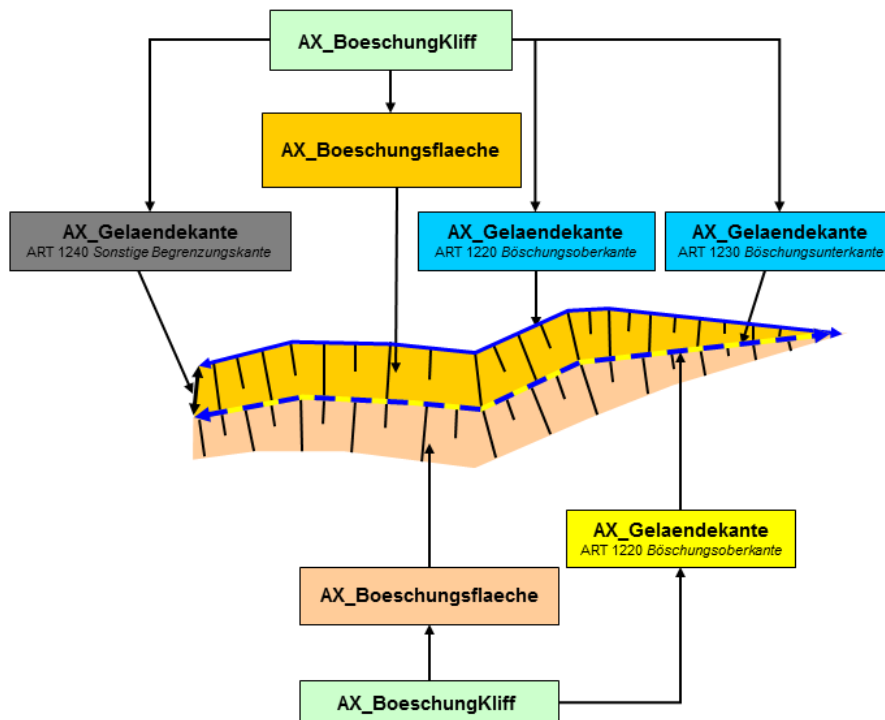 AX_BoeschungKliff
AX_Boeschungsflaeche
AX_Gelaendekante
ART 1240 Sonstige Begrenzungskante
AX_Gelaendekante
ART 1220 Böschungsoberkante
AX_Gelaendekante
ART 1230 Böschungsunterkante
AX_Gelaendekante
ART 1220 Böschungsoberkante
AX_Boeschungsflaeche
AX_BoeschungKliff